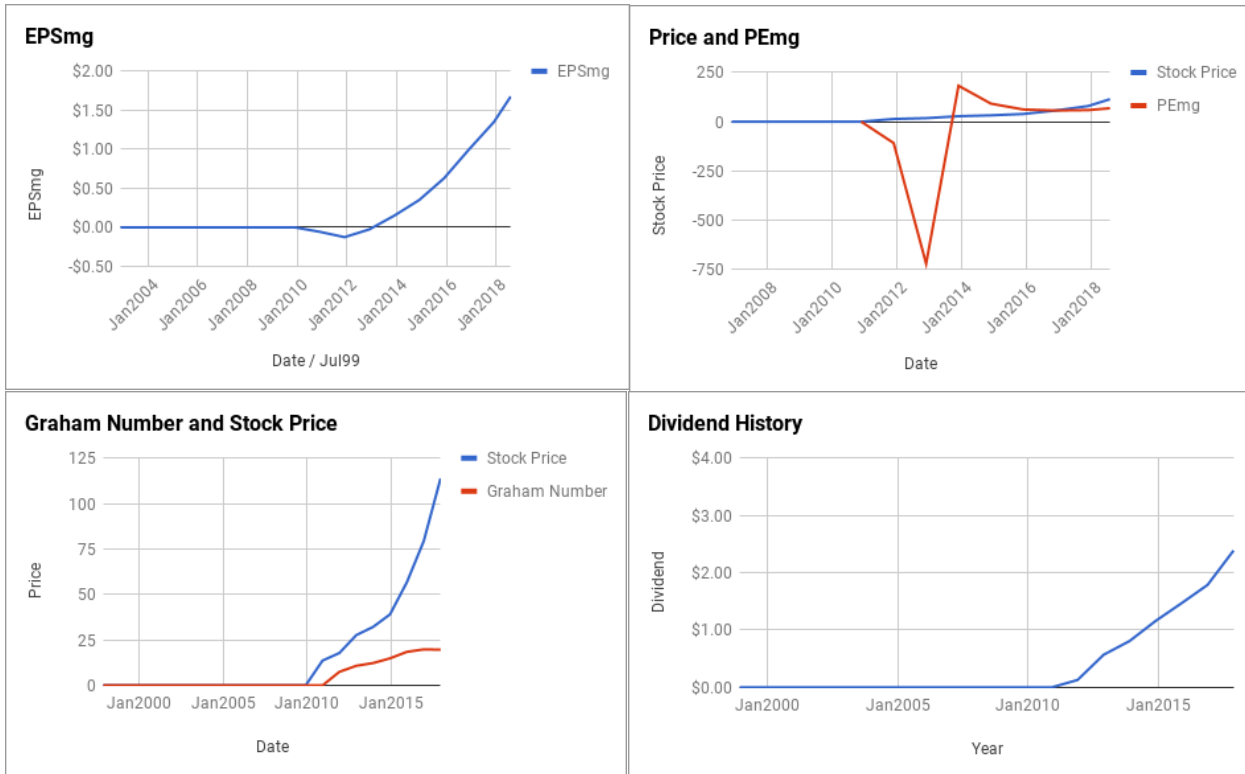 EPSmg
$2.00
$1.50
$1.00
$0.50
$0.00
-$0.50
EPSmg
EPSmg
Jan2004
Jan2006
Jan2008
Jan2010
Jan2012
Jan2014
Jan2016
Jan2018
Date / Jul99
Price and PEmg
250
0
-250
-500
-750
Stock Price
Stock Price
PEmg
Jan2008
Jan2010
Jan2012
Jan2014
Jan2016
Jan2018
Date
Graham Number and Stock Price
125
100
75
50
25
0
Price
Stock Price
Graham Number
Jan2000 Jan2005 Jan2010 Jan2015
Date
Dividend History
$4.00
$3.00
$2.00
$1.00
$0.00
Dividend
Jan2000 Jan2005 Jan2010 Jan2015
Year